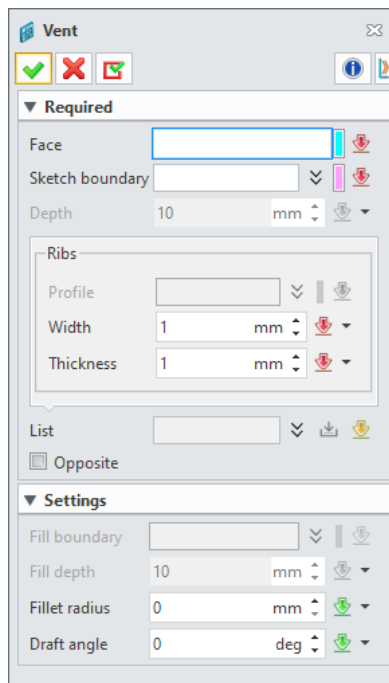 Vent
Required
Face
Sketch boundary
Depth 10 mm
Ribs
Profile
Width 1 mm
Thickness 1 mm
List
Opposite
Settings
Fill boundary
Fill depth 10 mm
Fillet radius 0 mm
Draft angle 0 deg